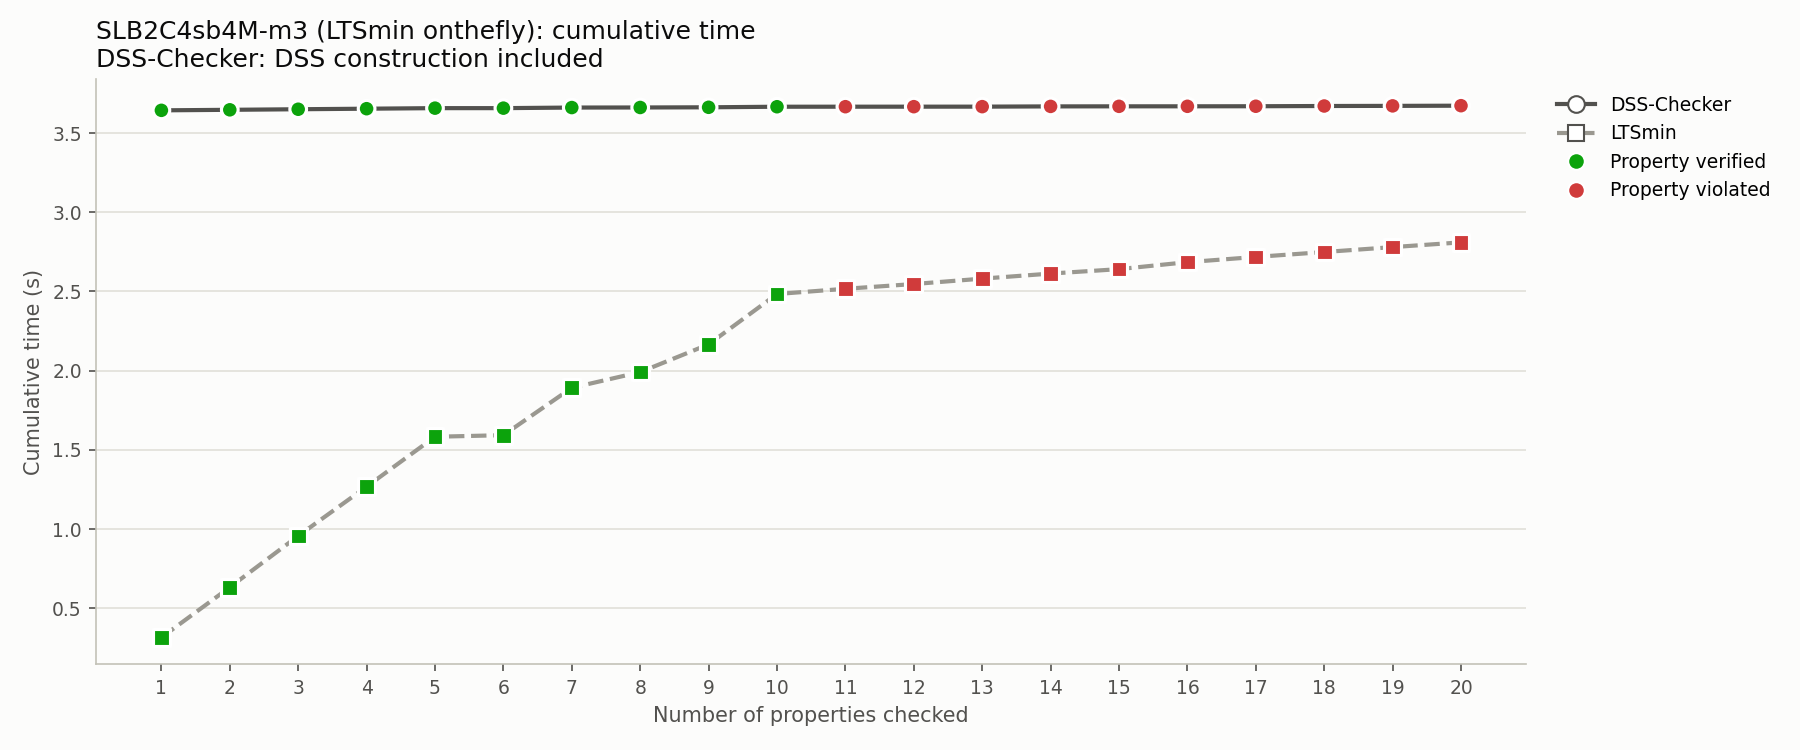 SLB2C4sb4M-m3 (LTSmin onthefly): cumulative time
DSS-Checker: DSS construction included
DSS-Checker
LTSmin
Property verified
Property violated
Cumulative time (s)
3.5
3.0
2.5
2.0
1.5
1.0
0.5
1 2 3 4 5 6 7 8 9 10 11 12 13 14 15 16 17 18 19 20
Number of properties checked